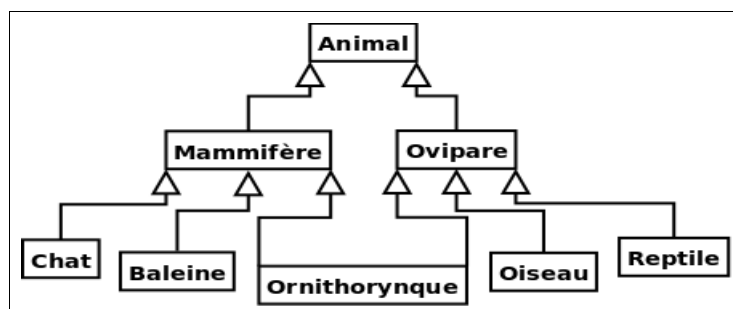 Animal
Mammifère
Ovipare
Chat
Baleine
Ornithorynque
Oiseau
Reptile